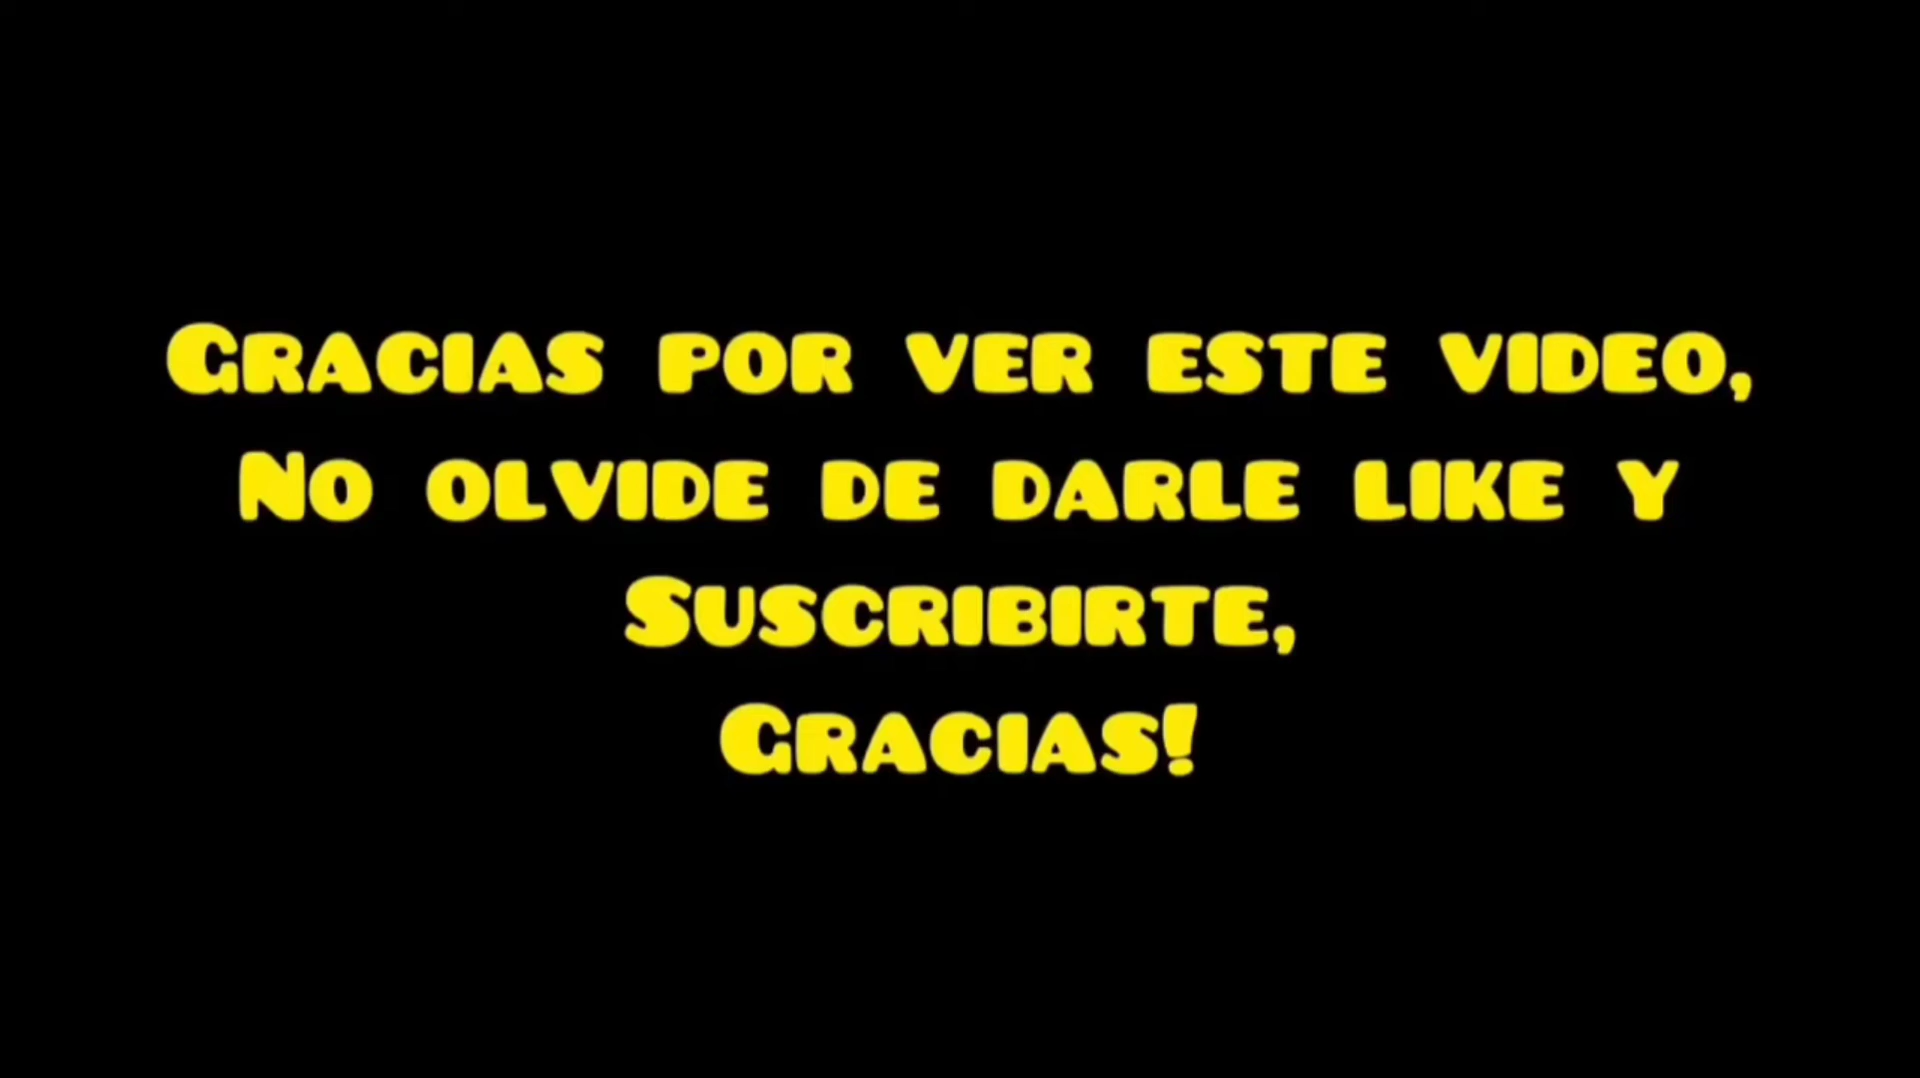 Gracias por ver este video,
No olvide de darle like y
Suscribirte,
Gracias!